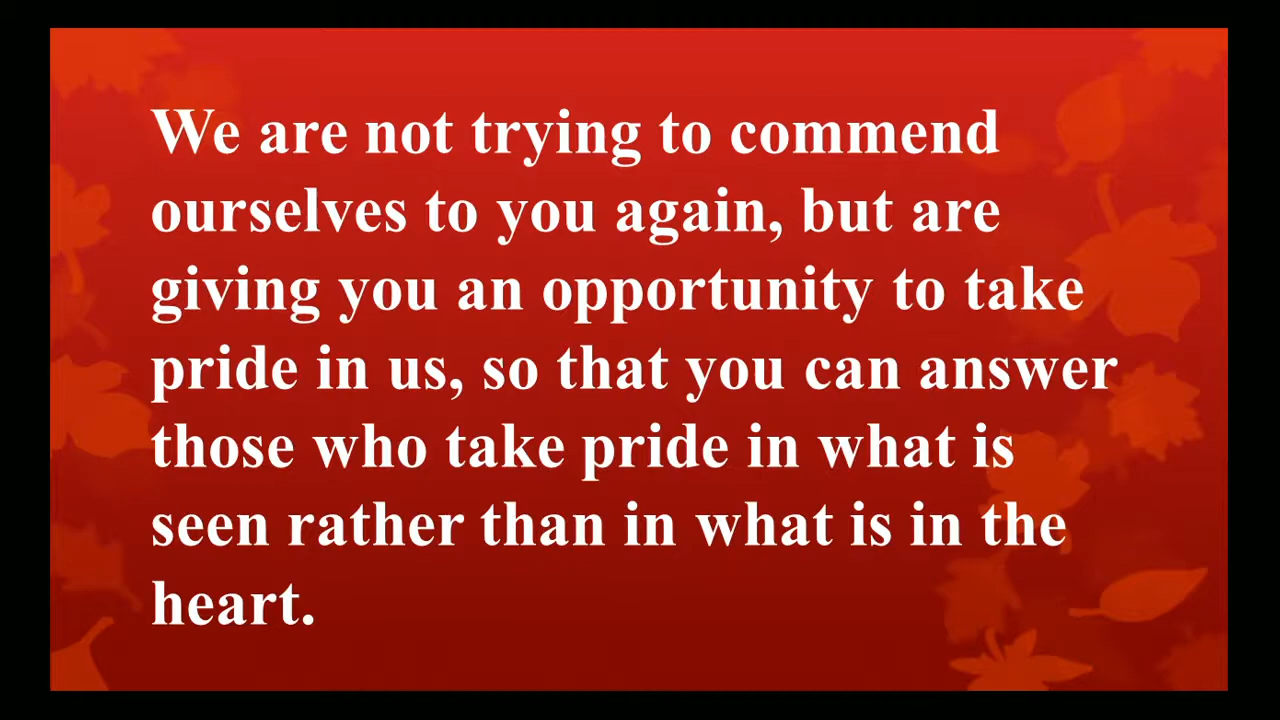 We are not trying to commend
ourselves to you again, but are
giving you an opportunity to take
pride in us, so that you can answer
those who take pride in what is
seen rather than in what is in the
heart.